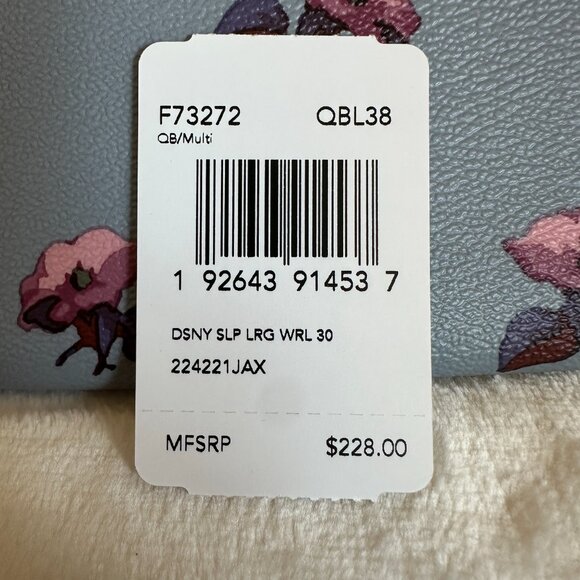 F73272 QBL38
QB/Multi
1 92643 91453 7
DSNY SLP LRG WRL 30
224221JAX
MFSRP $228.00